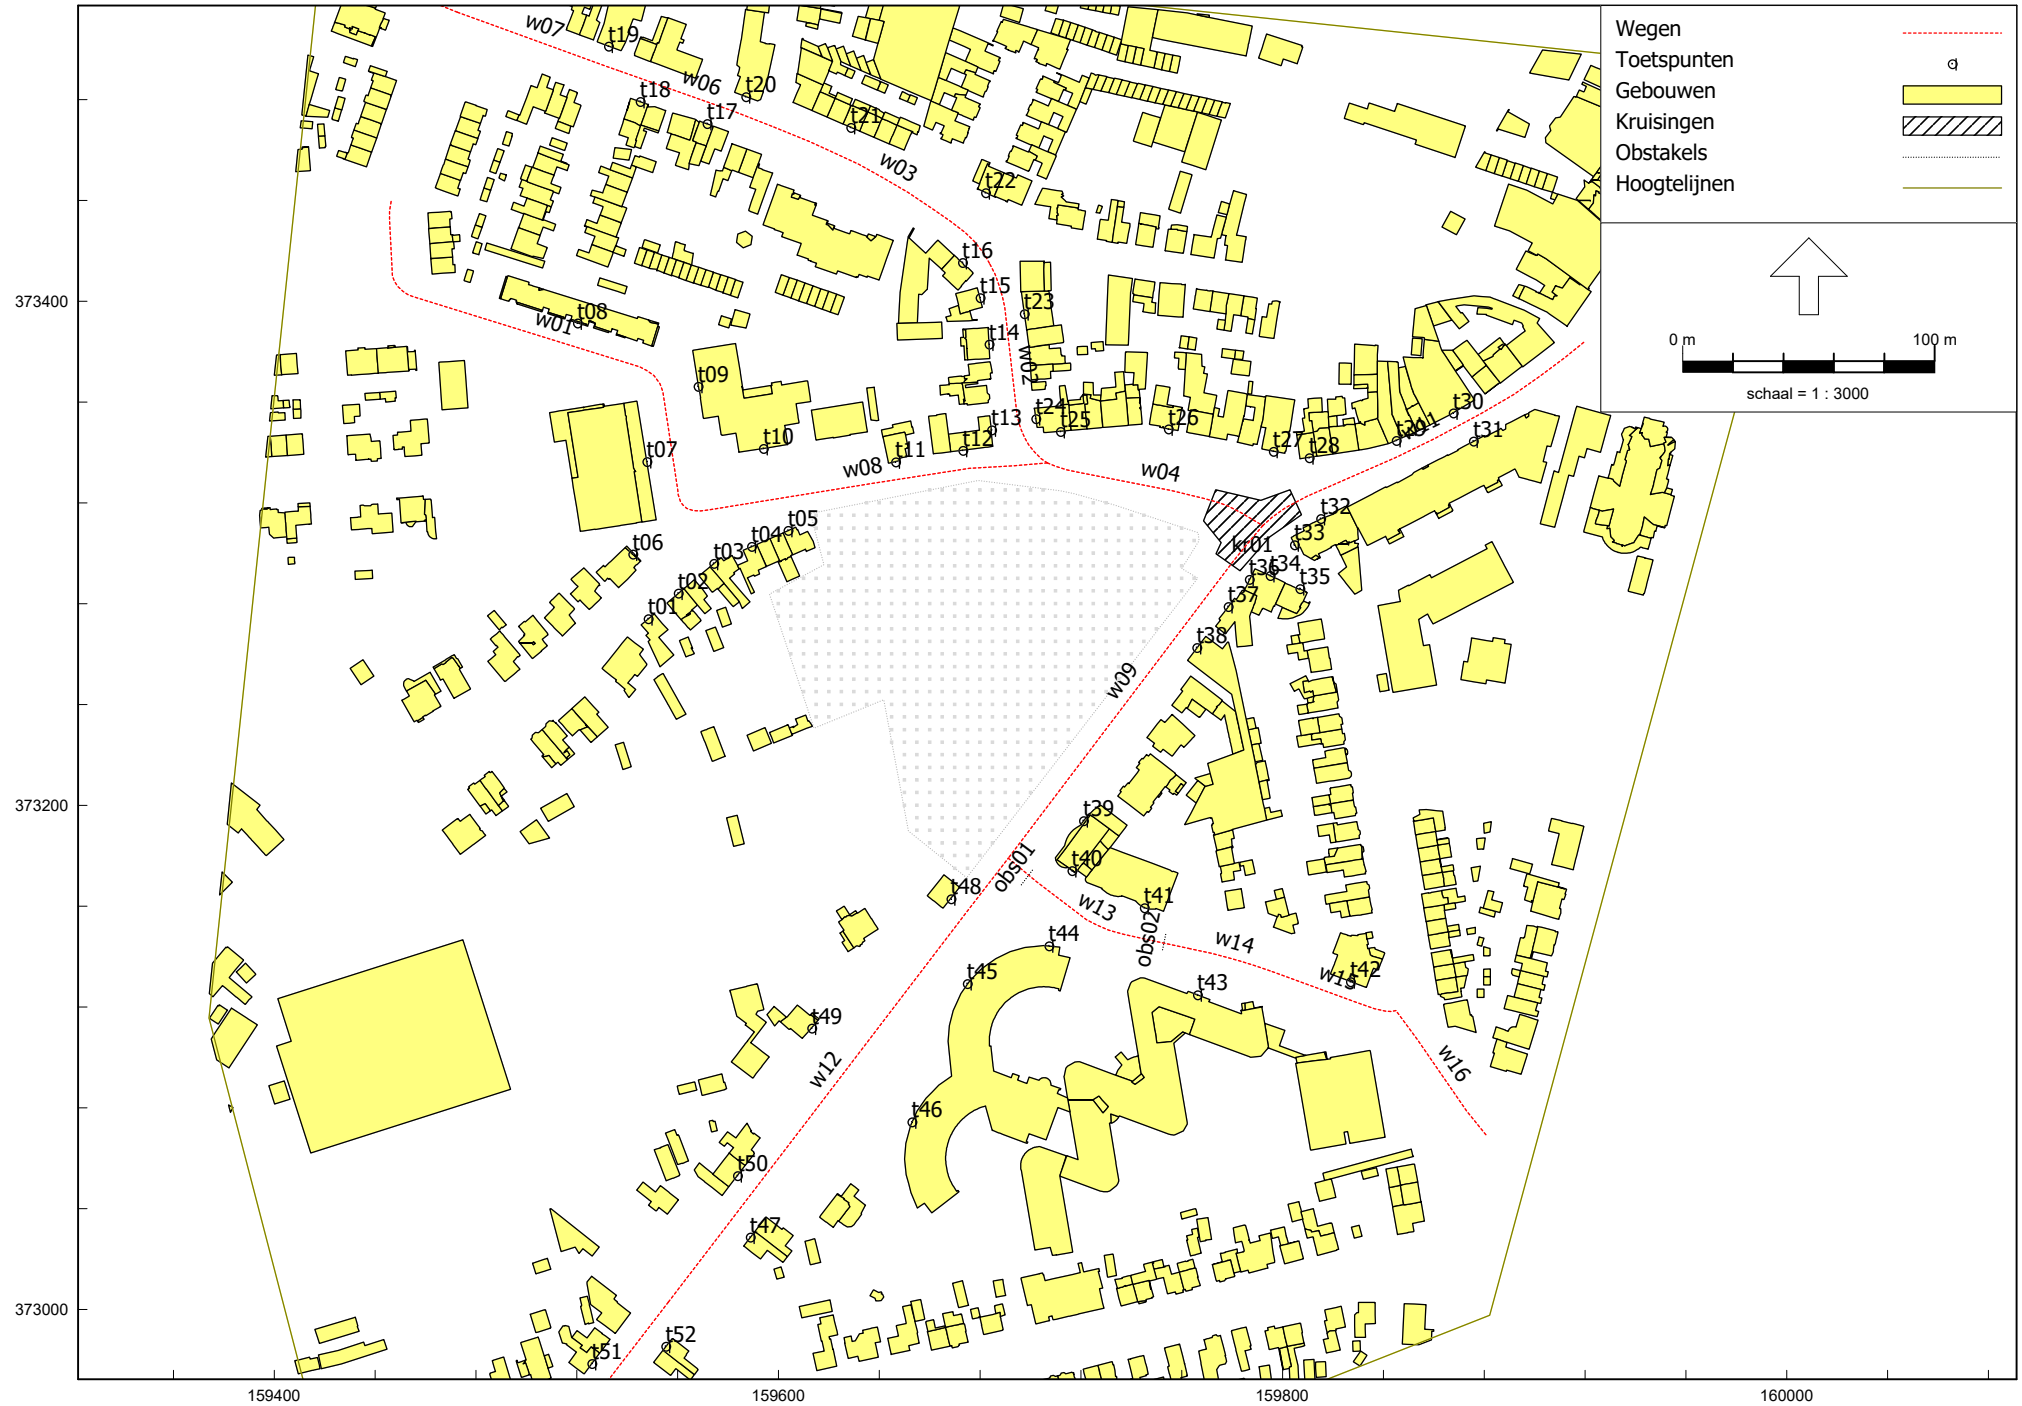 Wegen
Toetspunten
Gebouwen
Kruisingen
Obstakels
Hoogtelijnen
0 m 100 m
schaal = 1 : 3000
w07
t19
w06
t20
t18
t17
t21
w03
t22
t16
t15
373400
t23
w01
t08
t14
w02
t09
t30
t24
t25
t26
w11
t29
t31
t13
t10
t12
t11
t27
t28
t07
w08
w04
t32
t05
t04
t33
t06
kr01
t03
t36
t34
t02
t35
t01
t37
t38
w09
373200
t39
obs01
t40
t48
t41
w13
obs02
t44
w14
t45
t42
w15
t43
t49
w12
w16
t46
t50
t47
373000
t52
t51
159400 159600 159800 160000